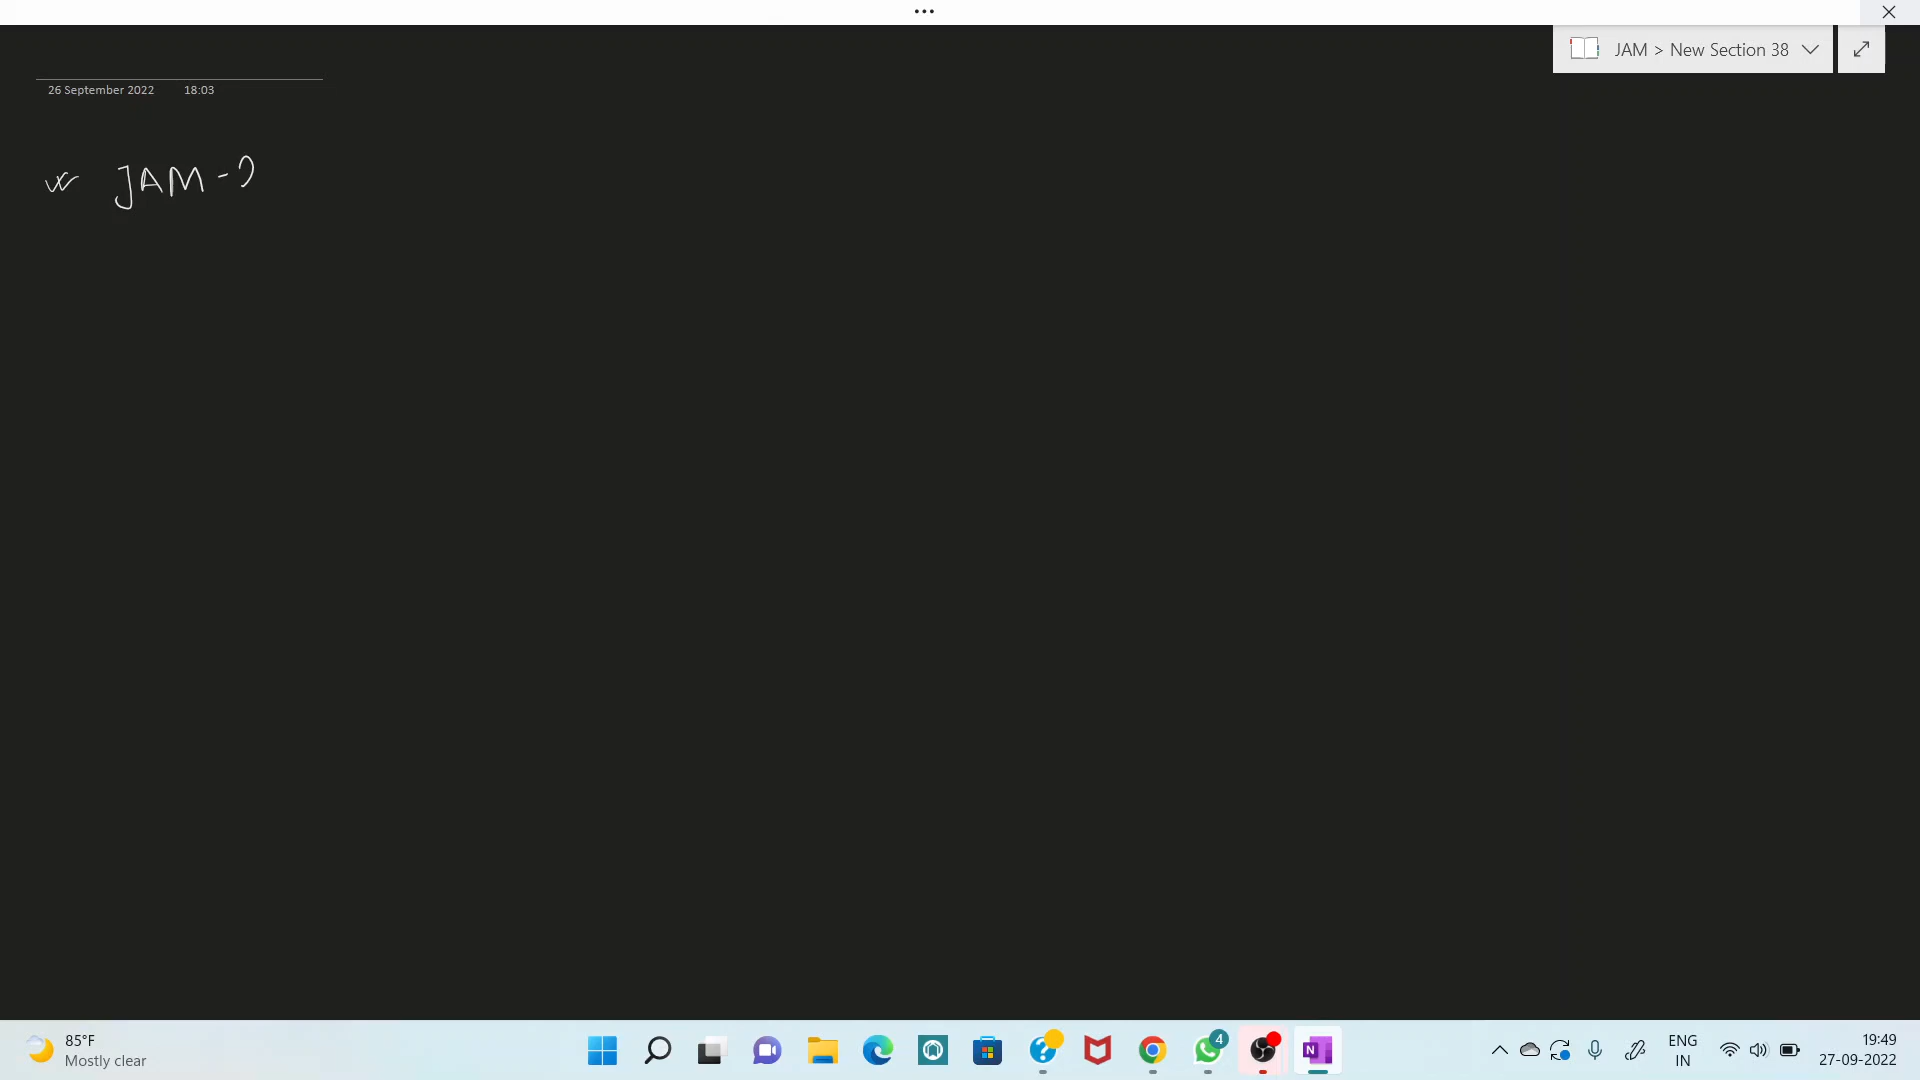 JAM > New Section 38
26 September 2022 18:03
JAM -
85°F
Mostly clear
4
ENG
IN
19:49
27-09-2022